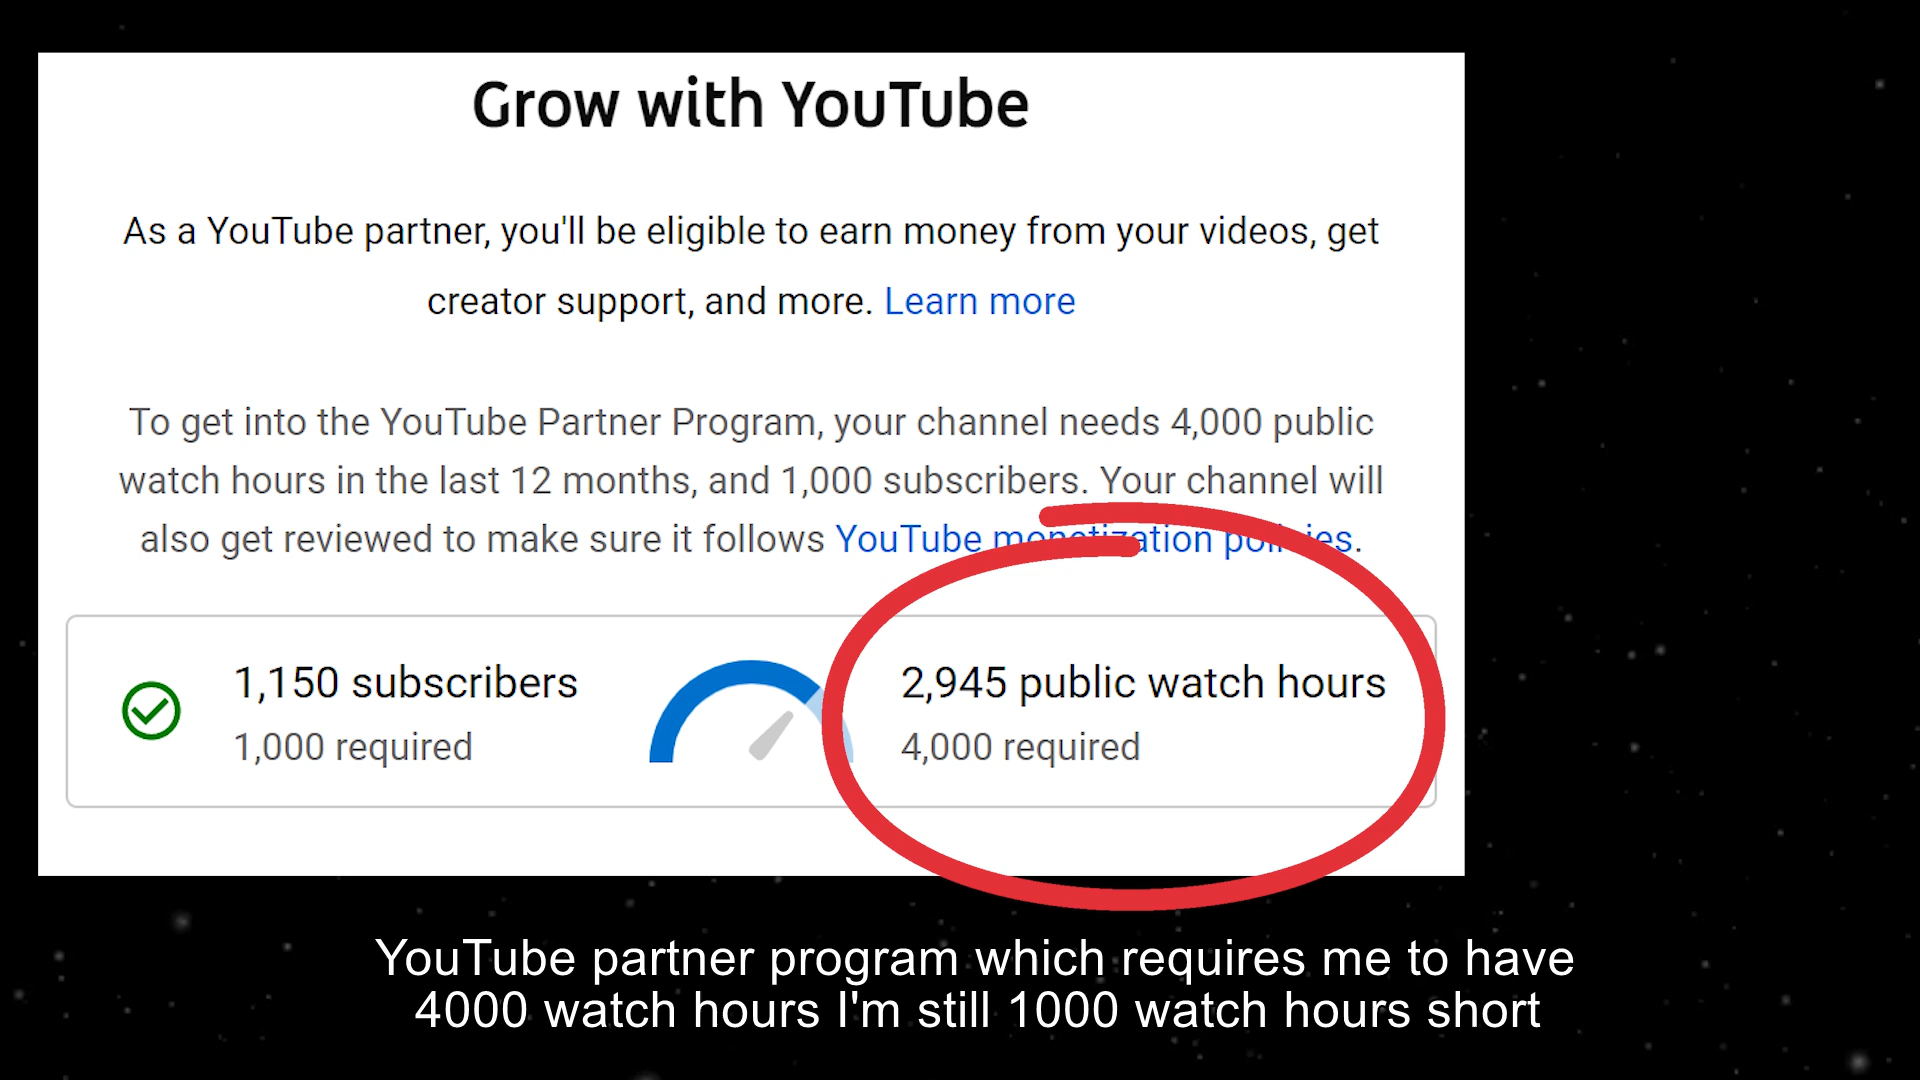 Grow with YouTube
As a YouTube partner, you'll be eligible to earn money from your videos, get
creator support, and more. Learn more
To get into the YouTube Partner Program, your channel needs 4,000 public
watch hours in the last 12 months, and 1,000 subscribers. Your channel will
also get reviewed to make sure it follows YouTube monetization policies.
1,150 subscribers
1,000 required
2,945 public watch hours
4,000 required
YouTube partner program which requires me to have
4000 watch hours I'm still 1000 watch hours short